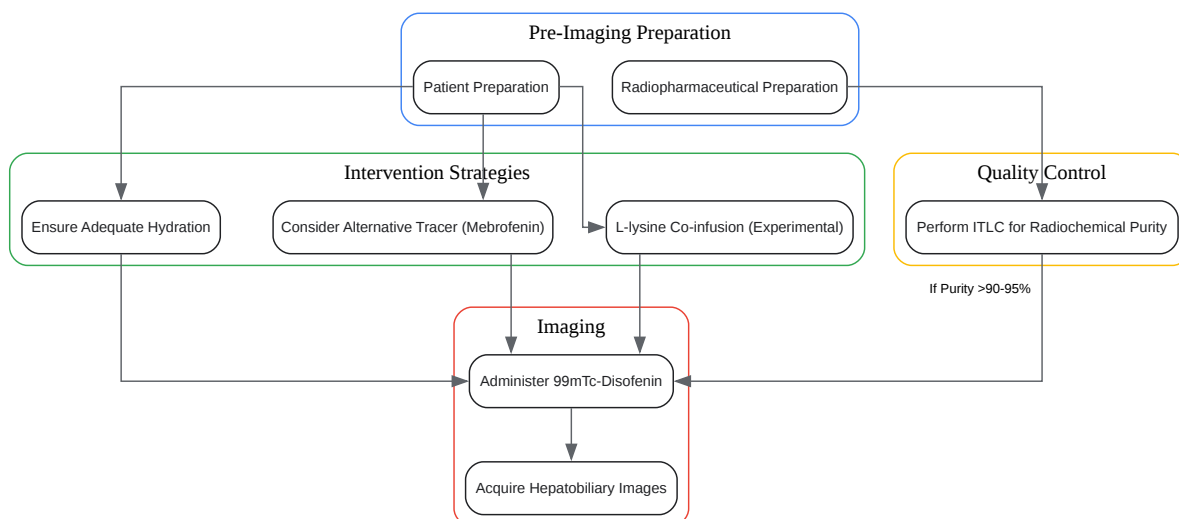 Pre-Imaging Preparation
Patient Preparation
Radiopharmaceutical Preparation
Intervention Strategies
Quality Control
Ensure Adequate Hydration
Consider Alternative Tracer (Mebrofenin)
L-lysine Co-infusion (Experimental)
Perform ITLC for Radiochemical Purity
If Purity >90-95%
Imaging
Administer 99mTc-Disofenin
Acquire Hepatobiliary Images